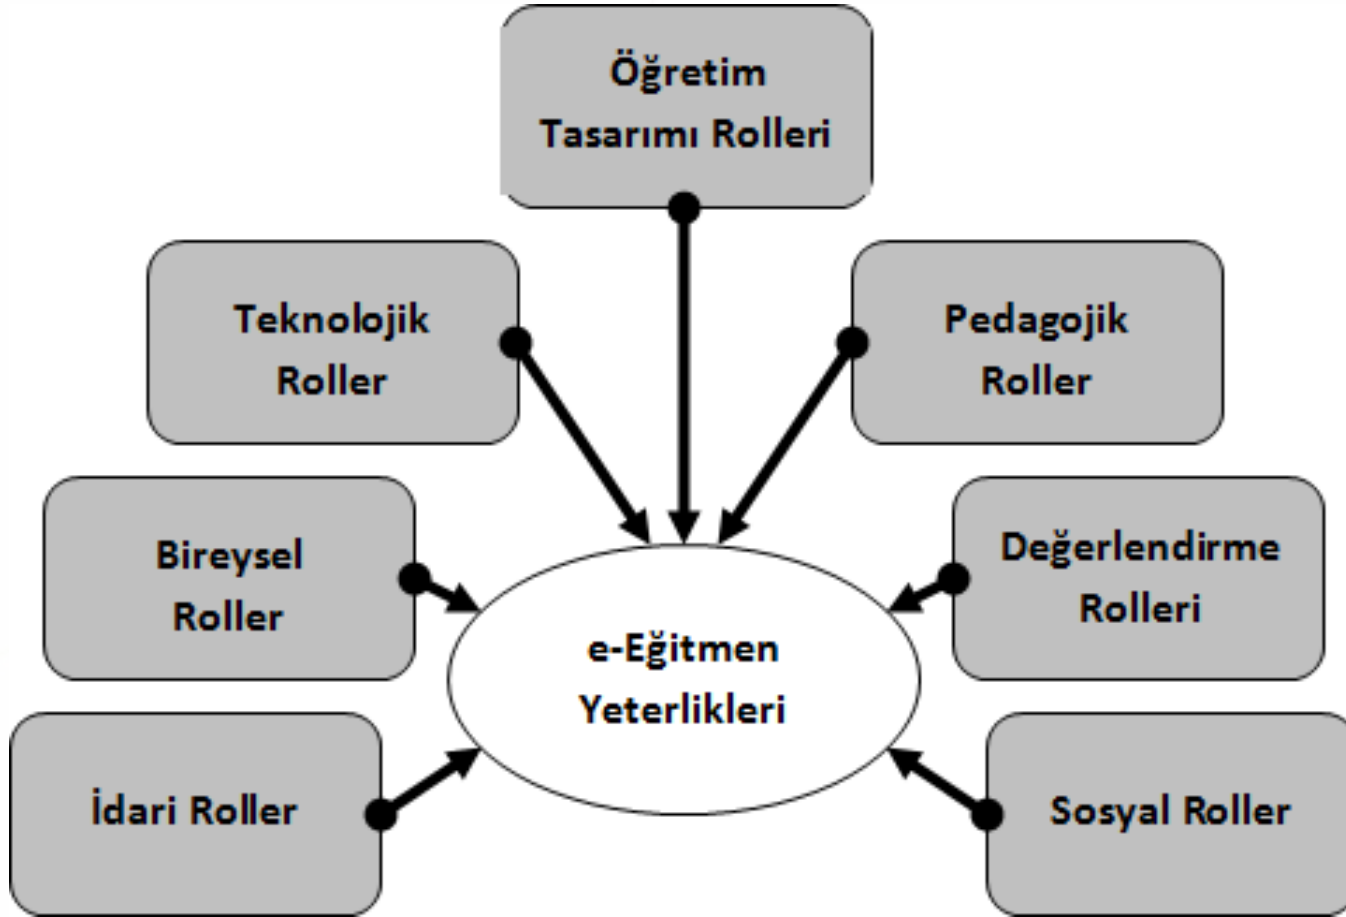 Öğretim
Tasarımı Rolleri
Teknolojik
Roller
Pedagojik
Roller
Bireysel
Roller
Değerlendirme
Rolleri
e-Eğitmen
Yeterlikleri
İdari Roller
Sosyal Roller